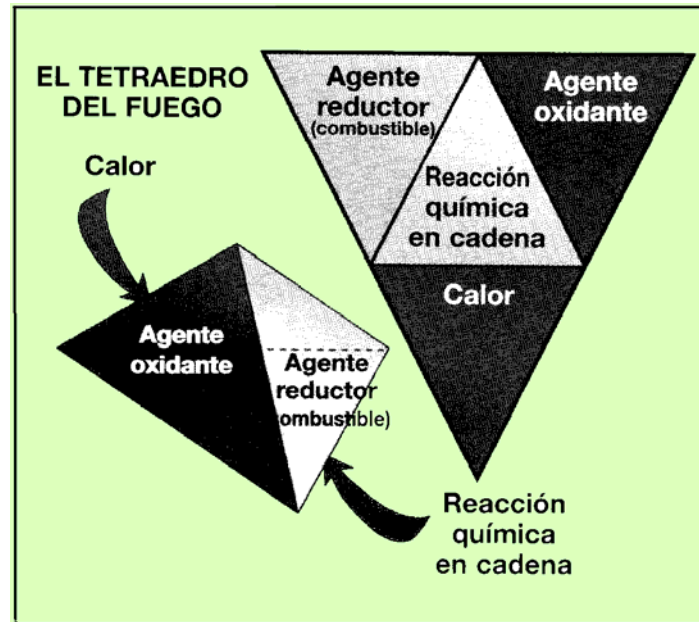 EL TETRAEDRO
DEL FUEGO
Calor
Agente
oxidante
Agente
reductor
ombustible)
Reacción
química
en cadena
Agente
reductor
(combustible)
Agente
oxidante
Reacción
química
en cadena
Calor